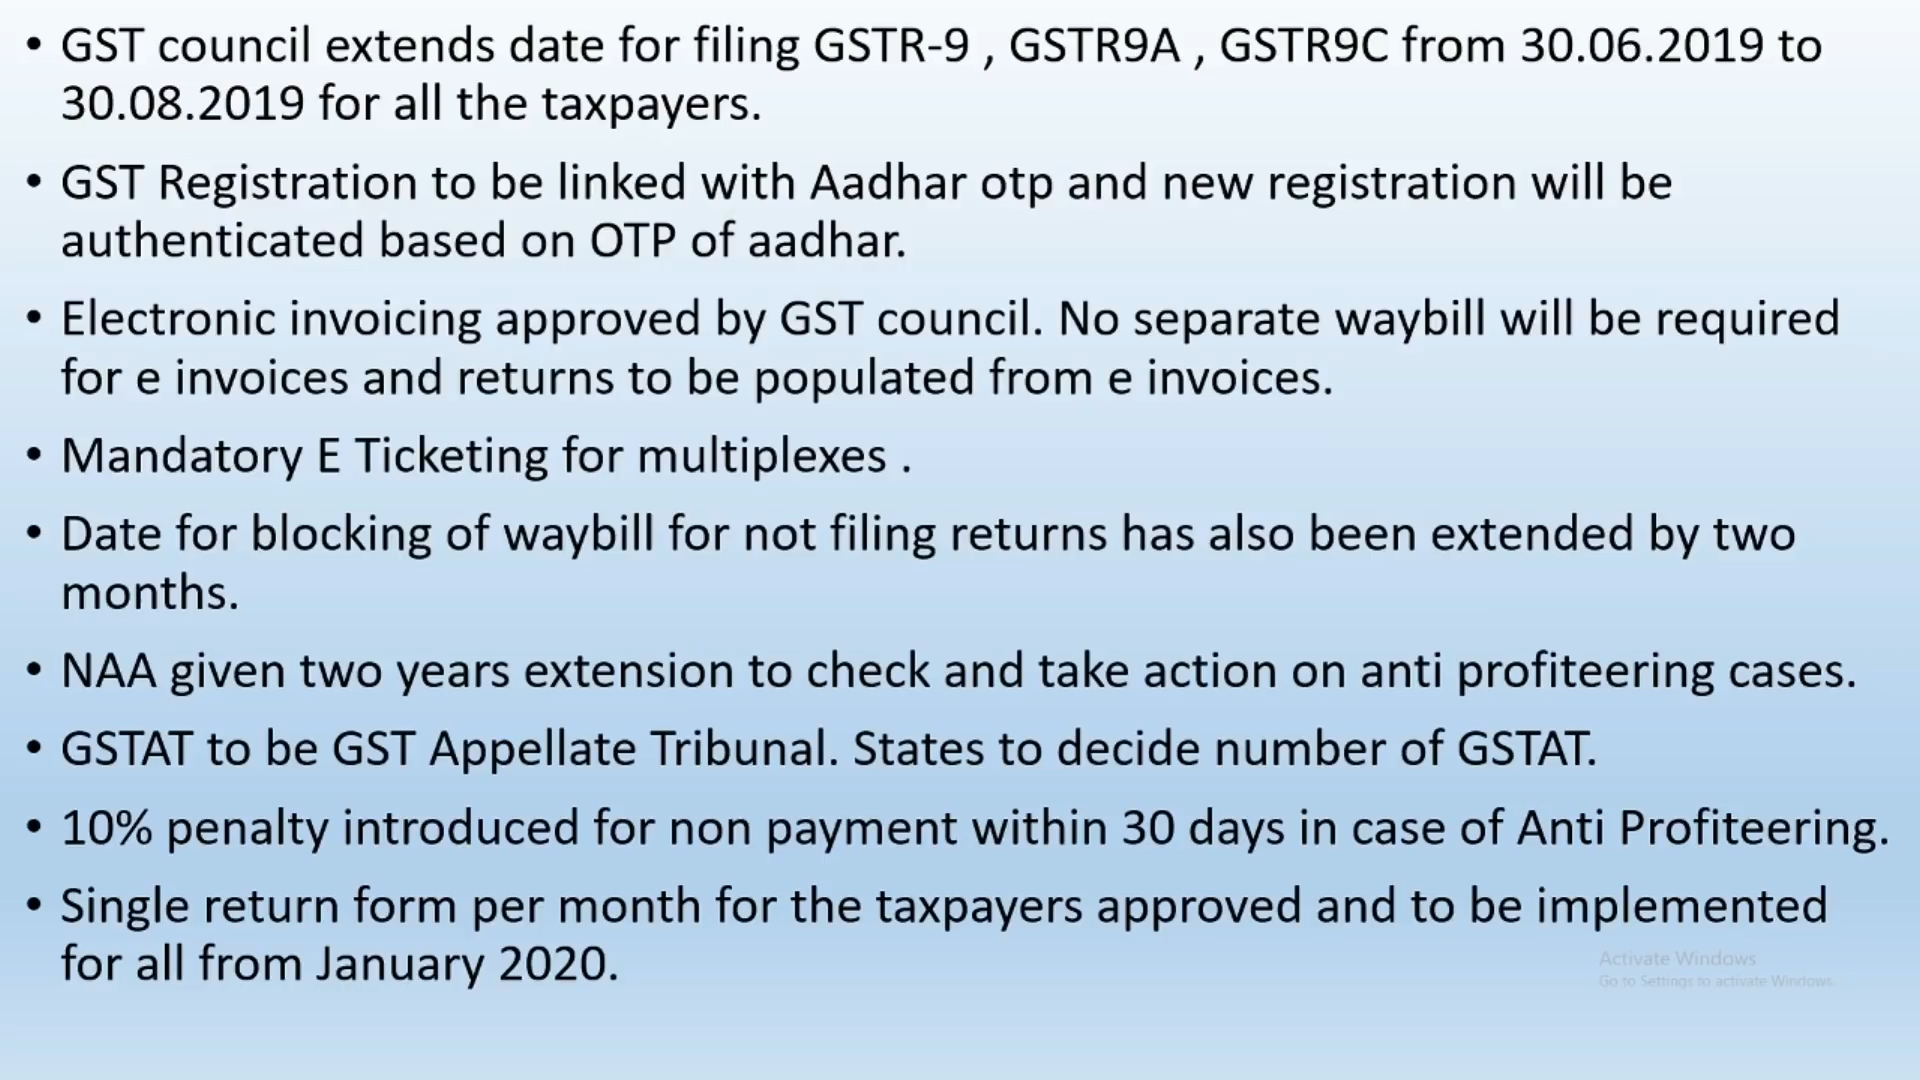 • GST council extends date for filing GSTR-9 , GSTR9A , GSTR9C from 30.06.2019 to
30.08.2019 for all the taxpayers.
• GST Registration to be linked with Aadhar otp and new registration will be
authenticated based on OTP of aadhar.
• Electronic invoicing approved by GST council. No separate waybill will be required
for e invoices and returns to be populated from e invoices.
• Mandatory E Ticketing for multiplexes .
• Date for blocking of waybill for not filing returns has also been extended by two
months.
• NAA given two years extension to check and take action on anti profiteering cases.
• GSTAT to be GST Appellate Tribunal. States to decide number of GSTAT.
• 10% penalty introduced for non payment within 30 days in case of Anti Profiteering.
• Single return form per month for the taxpayers approved and to be implemented
for all from January 2020.
Activate Windows
Go to Settings to activate Windows.